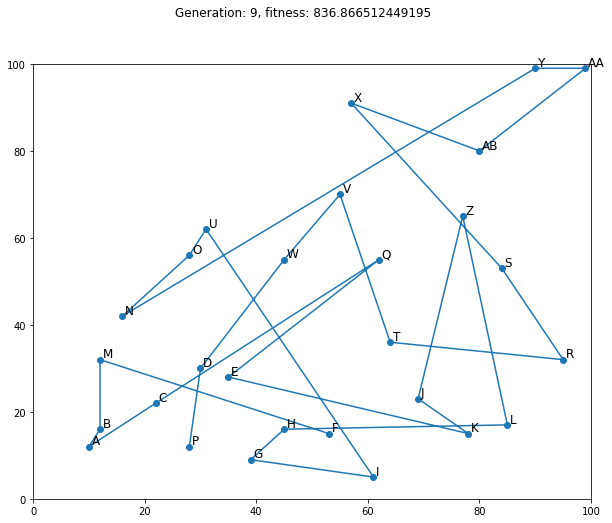 Generation: 9, fitness: 836.866512449195
100
Y
AA
X
AB
80
V
Z
U
60
O
W
Q
S
N
40
T
M
R
D
E
J
C
20
B
H
L
F
K
A
P
G
I
0
0 20 40 60 80 100